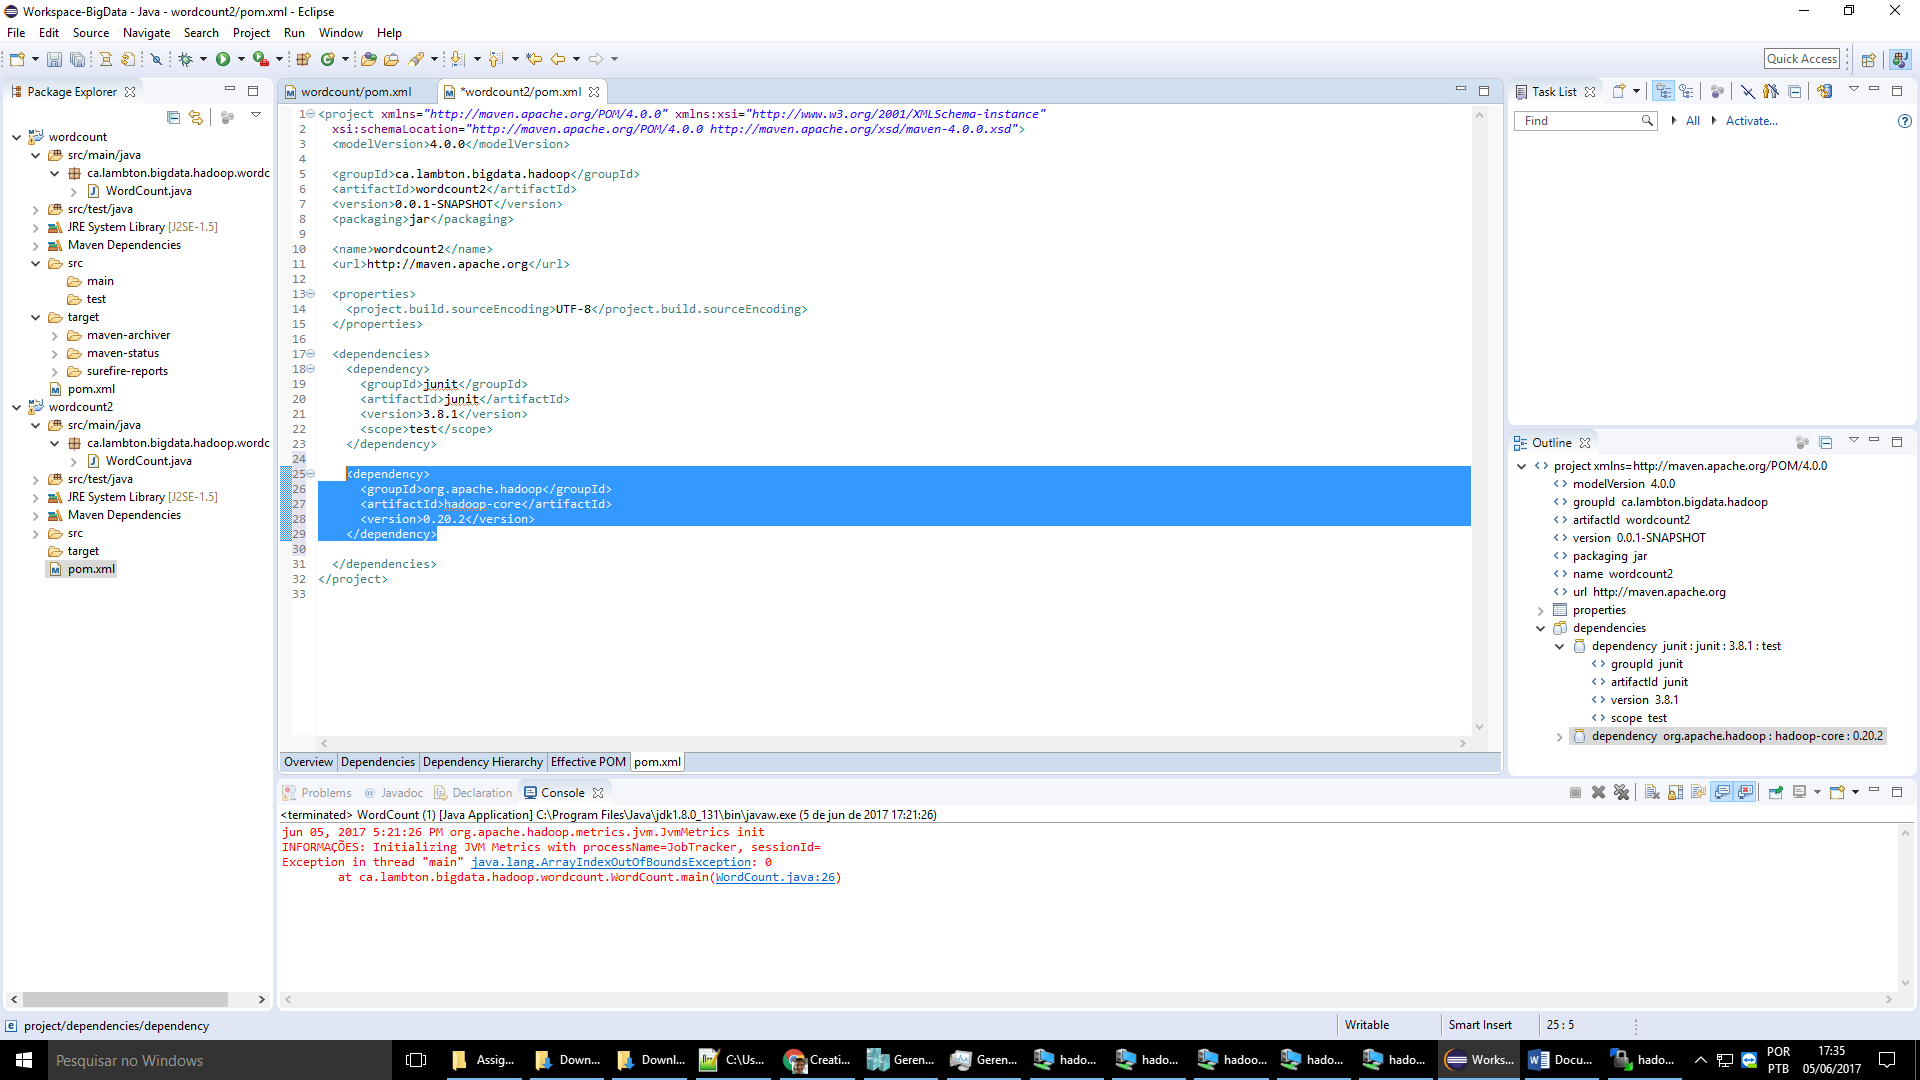 Workspace-BigData - Java - wordcount2/pom.xml - Eclipse
File Edit Source Navigate Search Project Run Window Help
Quick Access
Package Explorer
wordcount
src/main/java
ca.lambton.bigdata.hadoop.wordc
WordCount.java
src/test/java
JRE System Library [J2SE-1.5]
Maven Dependencies
src
main
test
target
maven-archiver
maven-status
surefire-reports
pom.xml
wordcount2
src/main/java
ca.lambton.bigdata.hadoop.wordc
WordCount.java
src/test/java
JRE System Library [J2SE-1.5]
Maven Dependencies
src
target
pom.xml
wordcount/pom.xml *wordcount2/pom.xml
1 <project xmlns="http://maven.apache.org/POM/4.0.0" xmlns:xsi="http://www.w3.org/2001/XMLSchema-instance"
2 xsi:schemaLocation="http://maven.apache.org/POM/4.0.0 http://maven.apache.org/xsd/maven-4.0.0.xsd">
3 <modelVersion>4.0.0</modelVersion>
4
5 <groupId>ca.lambton.bigdata.hadoop</groupId>
6 <artifactId>wordcount2</artifactId>
7 <version>0.0.1-SNAPSHOT</version>
8 <packaging>jar</packaging>
9
10 <name>wordcount2</name>
11 <url>http://maven.apache.org</url>
12
13 <properties>
14 <project.build.sourceEncoding>UTF-8</project.build.sourceEncoding>
15 </properties>
16
17 <dependencies>
18 <dependency>
19 <groupId>junit</groupId>
20 <artifactId>junit</artifactId>
21 <version>3.8.1</version>
22 <scope>test</scope>
23 </dependency>
24
25 <dependency>
26 <groupId>org.apache.hadoop</groupId>
27 <artifactId>hadoop-core</artifactId>
28 <version>0.20.2</version>
29 </dependency>
30
31 </dependencies>
32 </project>
33
Overview Dependencies Dependency Hierarchy Effective POM pom.xml
Task List
Find All Activate...
Outline
project xmlns=http://maven.apache.org/POM/4.0.0
modelVersion 4.0.0
groupId ca.lambton.bigdata.hadoop
artifactId wordcount2
version 0.0.1-SNAPSHOT
packaging jar
name wordcount2
url http://maven.apache.org
properties
dependencies
dependency junit : junit : 3.8.1 : test
groupId junit
artifactId junit
version 3.8.1
scope test
dependency org.apache.hadoop : hadoop-core : 0.20.2
Problems @ Javadoc Declaration Console
<terminated> WordCount (1) [Java Application] C:\Program Files\Java\jdk1.8.0_131\bin\javaw.exe (5 de jun de 2017 17:21:26)
jun 05, 2017 5:21:26 PM org.apache.hadoop.metrics.jvm.JvmMetrics init
INFORMAÇÕES: Initializing JVM Metrics with processName=JobTracker, sessionId=
Exception in thread "main" java.lang.ArrayIndexOutOfBoundsException: 0
at ca.lambton.bigdata.hadoop.wordcount.WordCount.main(WordCount.java:26)
project/dependencies/dependency Writable Smart Insert 25 : 5
Pesquisar no Windows Assig... Down... Downl... C:\Us... Creati... Geren... Geren... hado... hado... hadoo... hado... hado... Works... Docu... hado... POR PTB 17:35 05/06/2017